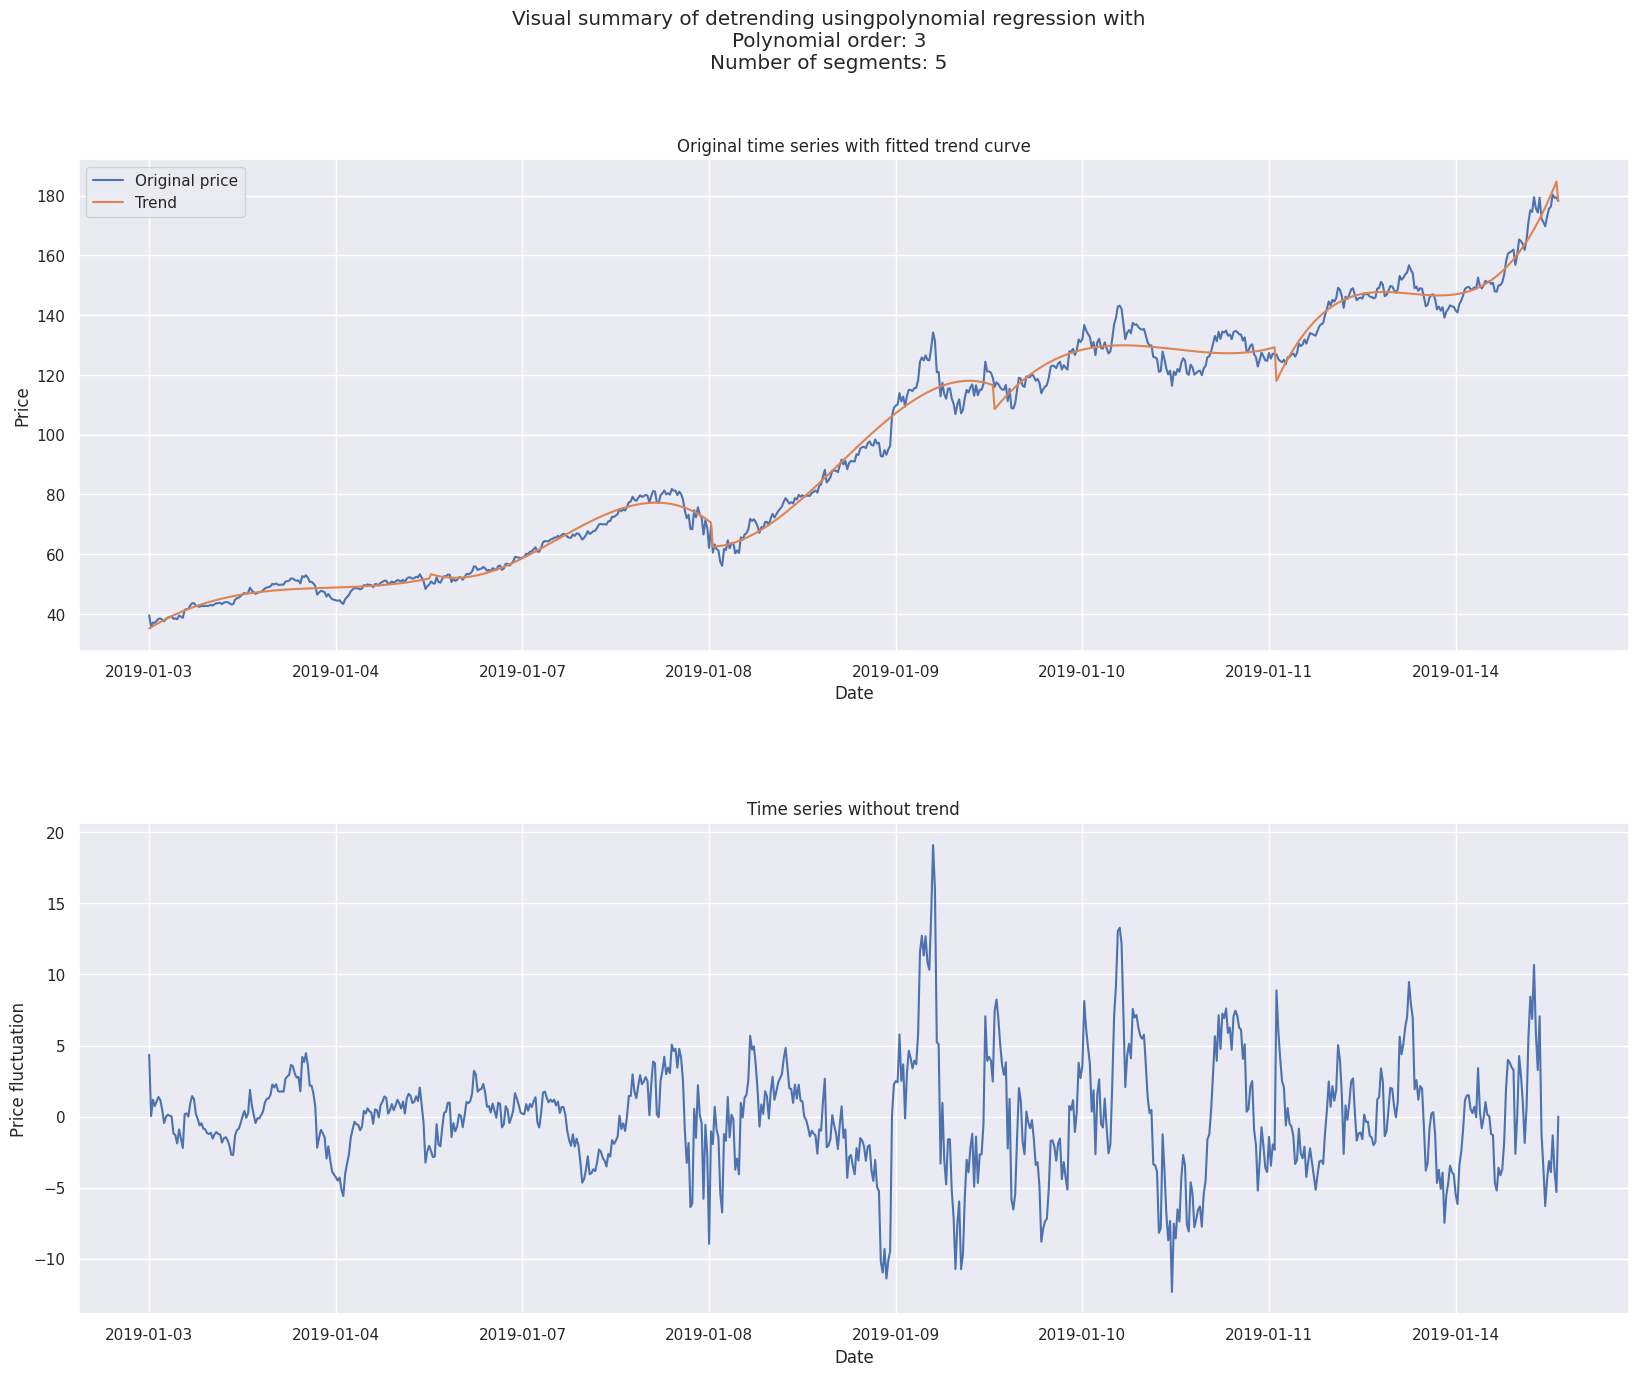 Visual summary of detrending usingpolynomial regression with
Polynomial order: 3
Number of segments: 5
Original time series with fitted trend curve
Original price
Trend
180
160
140
120
100
80
60
40
Price
2019-01-03 2019-01-04 2019-01-07 2019-01-08 2019-01-09 2019-01-10 2019-01-11 2019-01-14
Date
Time series without trend
20
15
10
5
0
−5
−10
Price fluctuation
2019-01-03 2019-01-04 2019-01-07 2019-01-08 2019-01-09 2019-01-10 2019-01-11 2019-01-14
Date